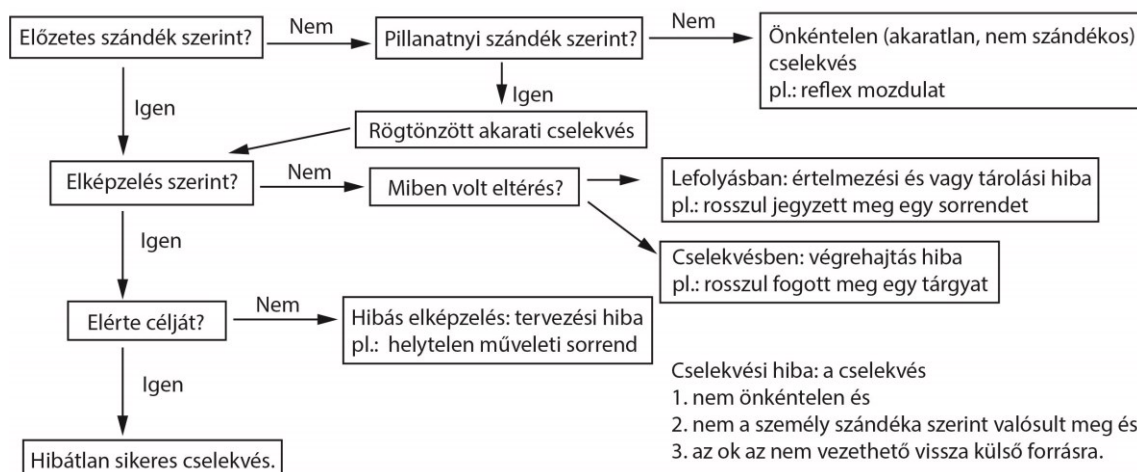 Előzetes szándék szerint?
Nem
Pillanatnyi szándék szerint?
Nem
Önkéntelen (akaratlan, nem szándékos)
cselekvés
pl.: reflex mozdulat
Igen
Igen
Rögtönzött akarati cselekvés
Elképzelés szerint?
Nem
Miben volt eltérés?
Lefolyásban: értelmezési és vagy tárolási hiba
pl.: rosszul jegyzett meg egy sorrendet
Igen
Cselekvésben: végrehajtás hiba
pl.: rosszul fogott meg egy tárgyat
Elérte célját?
Nem
Hibás elképzelés: tervezési hiba
pl.: helytelen műveleti sorrend
Igen
Cselekvési hiba: a cselekvés
1. nem önkéntelen és
2. nem a személy szándéka szerint valósult meg és
3. az ok az nem vezethető vissza külső forrásra.
Hibátlan sikeres cselekvés.